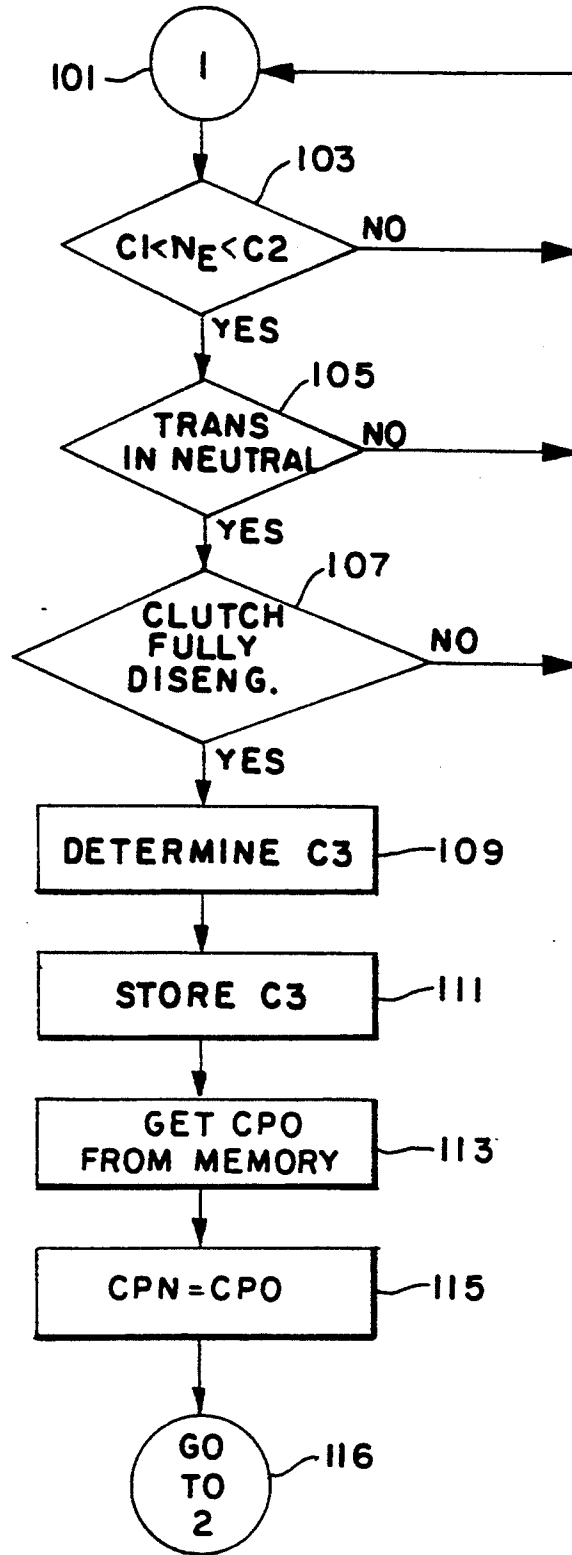 1
101
103
C1<NE<C2
NO
YES
105
TRANS
IN NEUTRAL
NO
YES
107
CLUTCH
FULLY
DISENG.
NO
YES
DETERMINE C3
109
STORE C3
111
GET CPO
FROM MEMORY
113
CPN=CPO
115
GO
TO
2
116